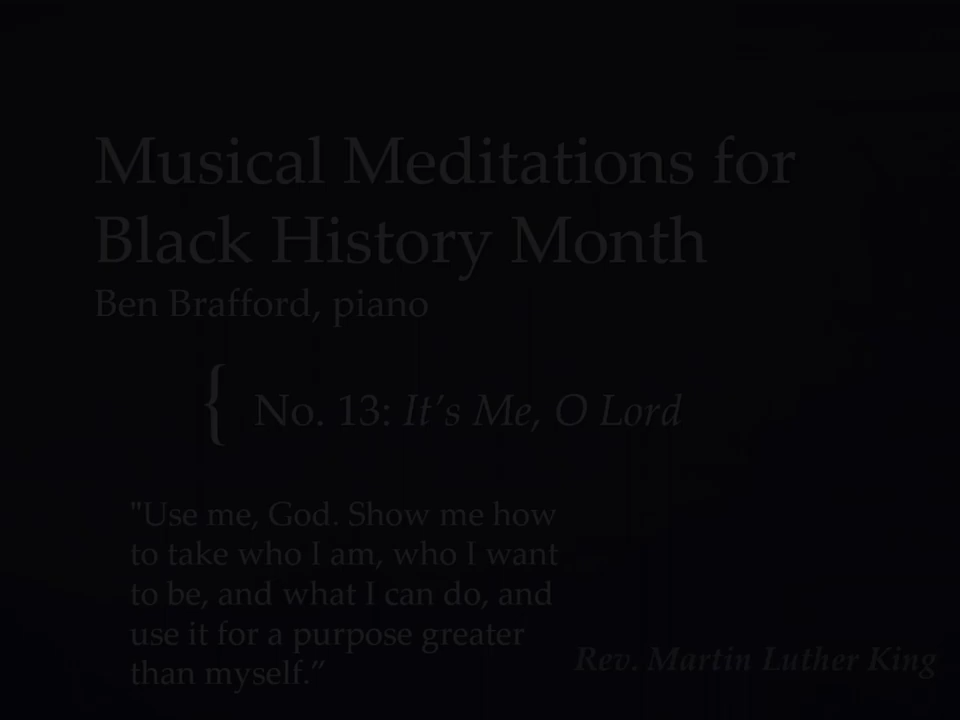 Musical Meditations for
Black History Month
Ben Brafford, piano
{ No. 13: It’s Me, O Lord
"Use me, God. Show me how
to take who I am, who I want
to be, and what I can do, and
use it for a purpose greater
than myself.”
Rev. Martin Luther King